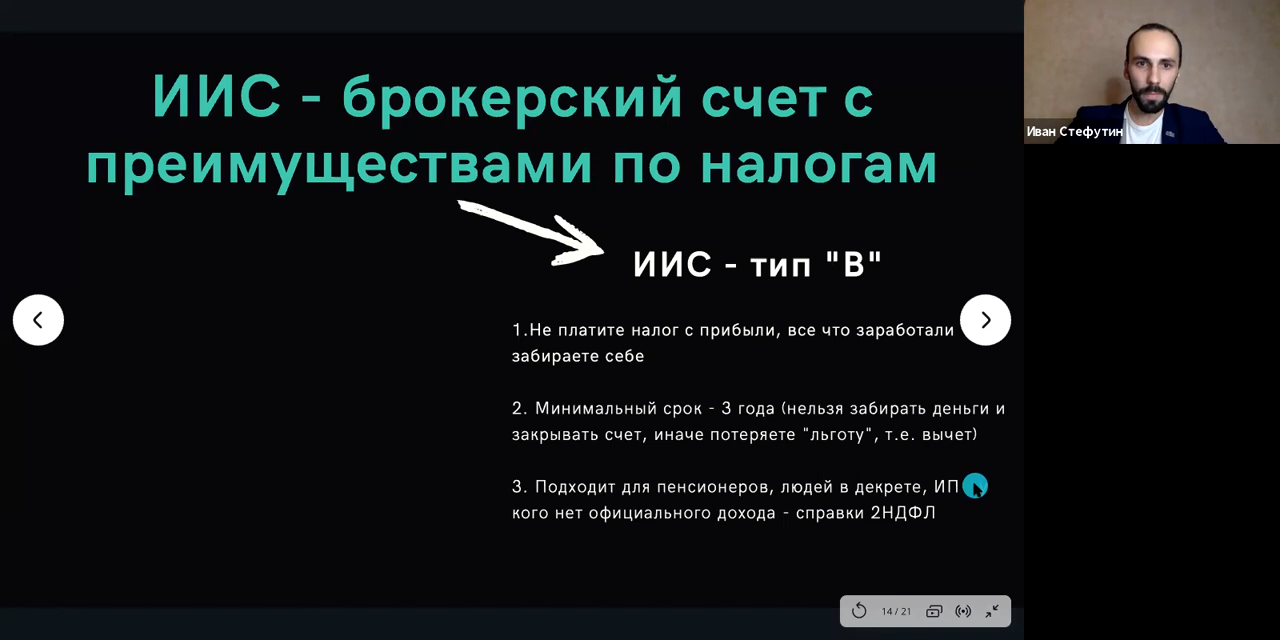 ИИС - брокерский счет с
преимуществами по налогам
ИИС - тип "В"
1.Не платите налог с прибыли, все что заработали
забираете себе
2. Минимальный срок - 3 года (нельзя забирать деньги и
закрывать счет, иначе потеряете "льготу", т.е. вычет)
3. Подходит для пенсионеров, людей в декрете, ИП
кого нет официального дохода - справки 2НДФЛ
14 / 21
Иван Стефутин